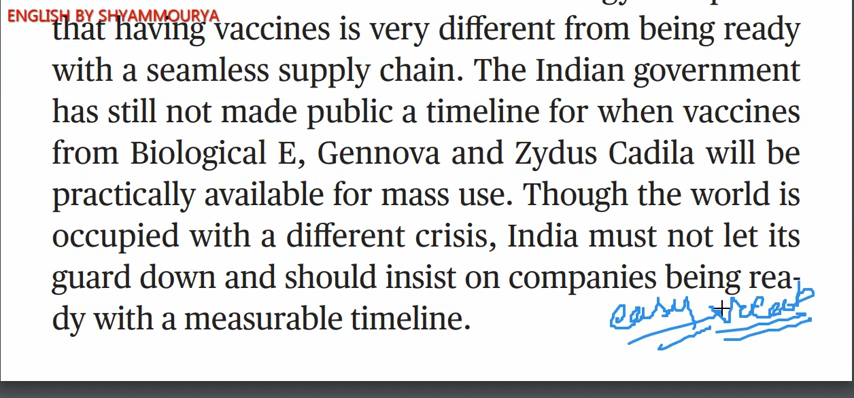 ENGLISH BY SHYAMMOURYA
that having vaccines is very different from being ready
with a seamless supply chain. The Indian government
has still not made public a timeline for when vaccines
from Biological E, Gennova and Zydus Cadila will be
practically available for mass use. Though the world is
occupied with a different crisis, India must not let its
guard down and should insist on companies being rea-
dy with a measurable timeline.